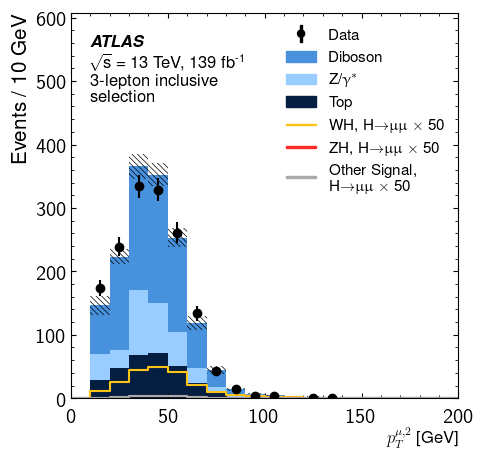 600
500
400
300
200
100
0
Events / 10 GeV
ATLAS
√s = 13 TeV, 139 fb⁻¹
3-lepton inclusive
selection
Data
Diboson
Z/γ*
Top
WH, H→μμ × 50
ZH, H→μμ × 50
Other Signal,
H→μμ × 50
0 50 100 150 200
p_T^{μ,2} [GeV]